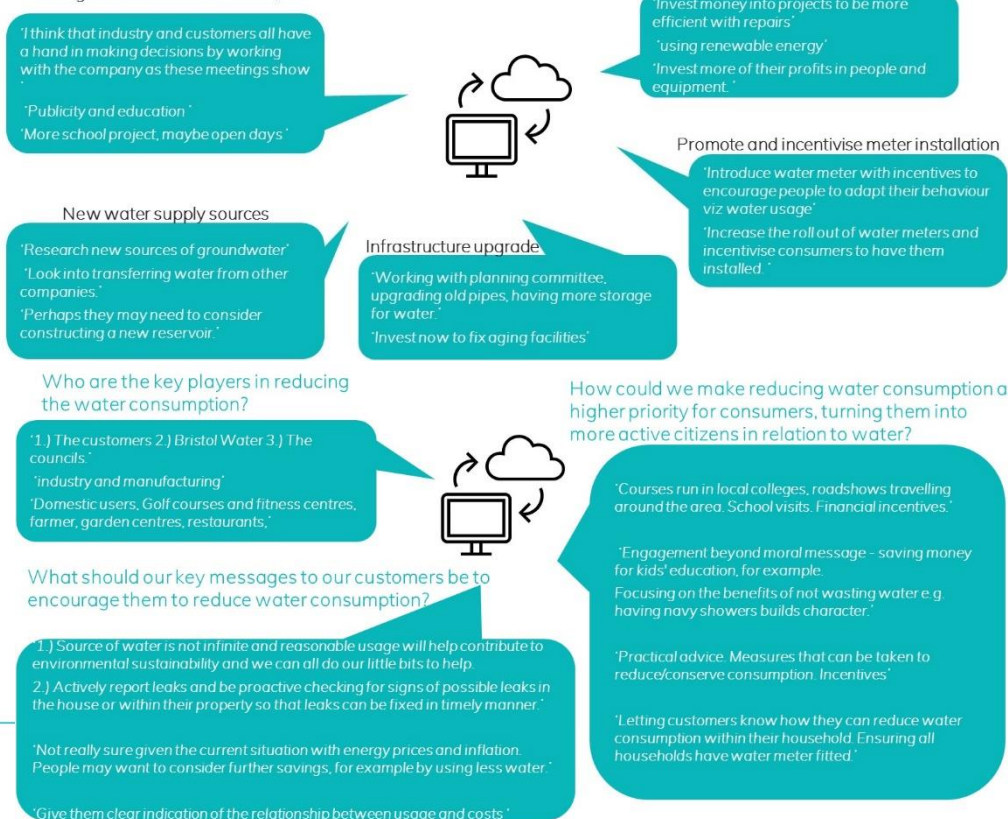 'I think that industry and customers all have
a hand in making decisions by working
with the company as these meetings show
'
'Publicity and education '
'More school project, maybe open days '
'Invest money into projects to be more
efficient with repairs'
'using renewable energy'
'Invest more of their profits in people and
equipment. '
Promote and incentivise meter installation
'Introduce water meter with incentives to
encourage people to adapt their behaviour
viz water usage'
'Increase the roll out of water meters and
incentivise consumers to have them
installed. '
New water supply sources
'Research new sources of groundwater'
'Look into transferring water from other
companies.'
'Perhaps they may need to consider
constructing a new reservoir.'
Infrastructure upgrade
'Working with planning committee,
upgrading old pipes, having more storage
for water.'
'Invest now to fix aging facilities'
Who are the key players in reducing
the water consumption?
'1.) The customers 2.) Bristol Water 3.) The
councils.'
'industry and manufacturing'
'Domestic users, Golf courses and fitness centres,
farmer, garden centres, restaurants,'
How could we make reducing water consumption a
higher priority for consumers, turning them into
more active citizens in relation to water?
'Courses run in local colleges, roadshows travelling
around the area. School visits. Financial incentives.'
'Engagement beyond moral message - saving money
for kids' education, for example.
Focusing on the benefits of not wasting water e.g.
having navy showers builds character.'
'Practical advice. Measures that can be taken to
reduce/conserve consumption. Incentives'
'Letting customers know how they can reduce water
consumption within their household. Ensuring all
households have water meter fitted.'
What should our key messages to our customers be to
encourage them to reduce water consumption?
'1.) Source of water is not infinite and reasonable usage will help contribute to
environmental sustainability and we can all do our little bits to help.
2.) Actively report leaks and be proactive checking for signs of possible leaks in
the house or within their property so that leaks can be fixed in timely manner.'
'Not really sure given the current situation with energy prices and inflation.
People may want to consider further savings, for example by using less water.'
'Give them clear indication of the relationship between usage and costs '